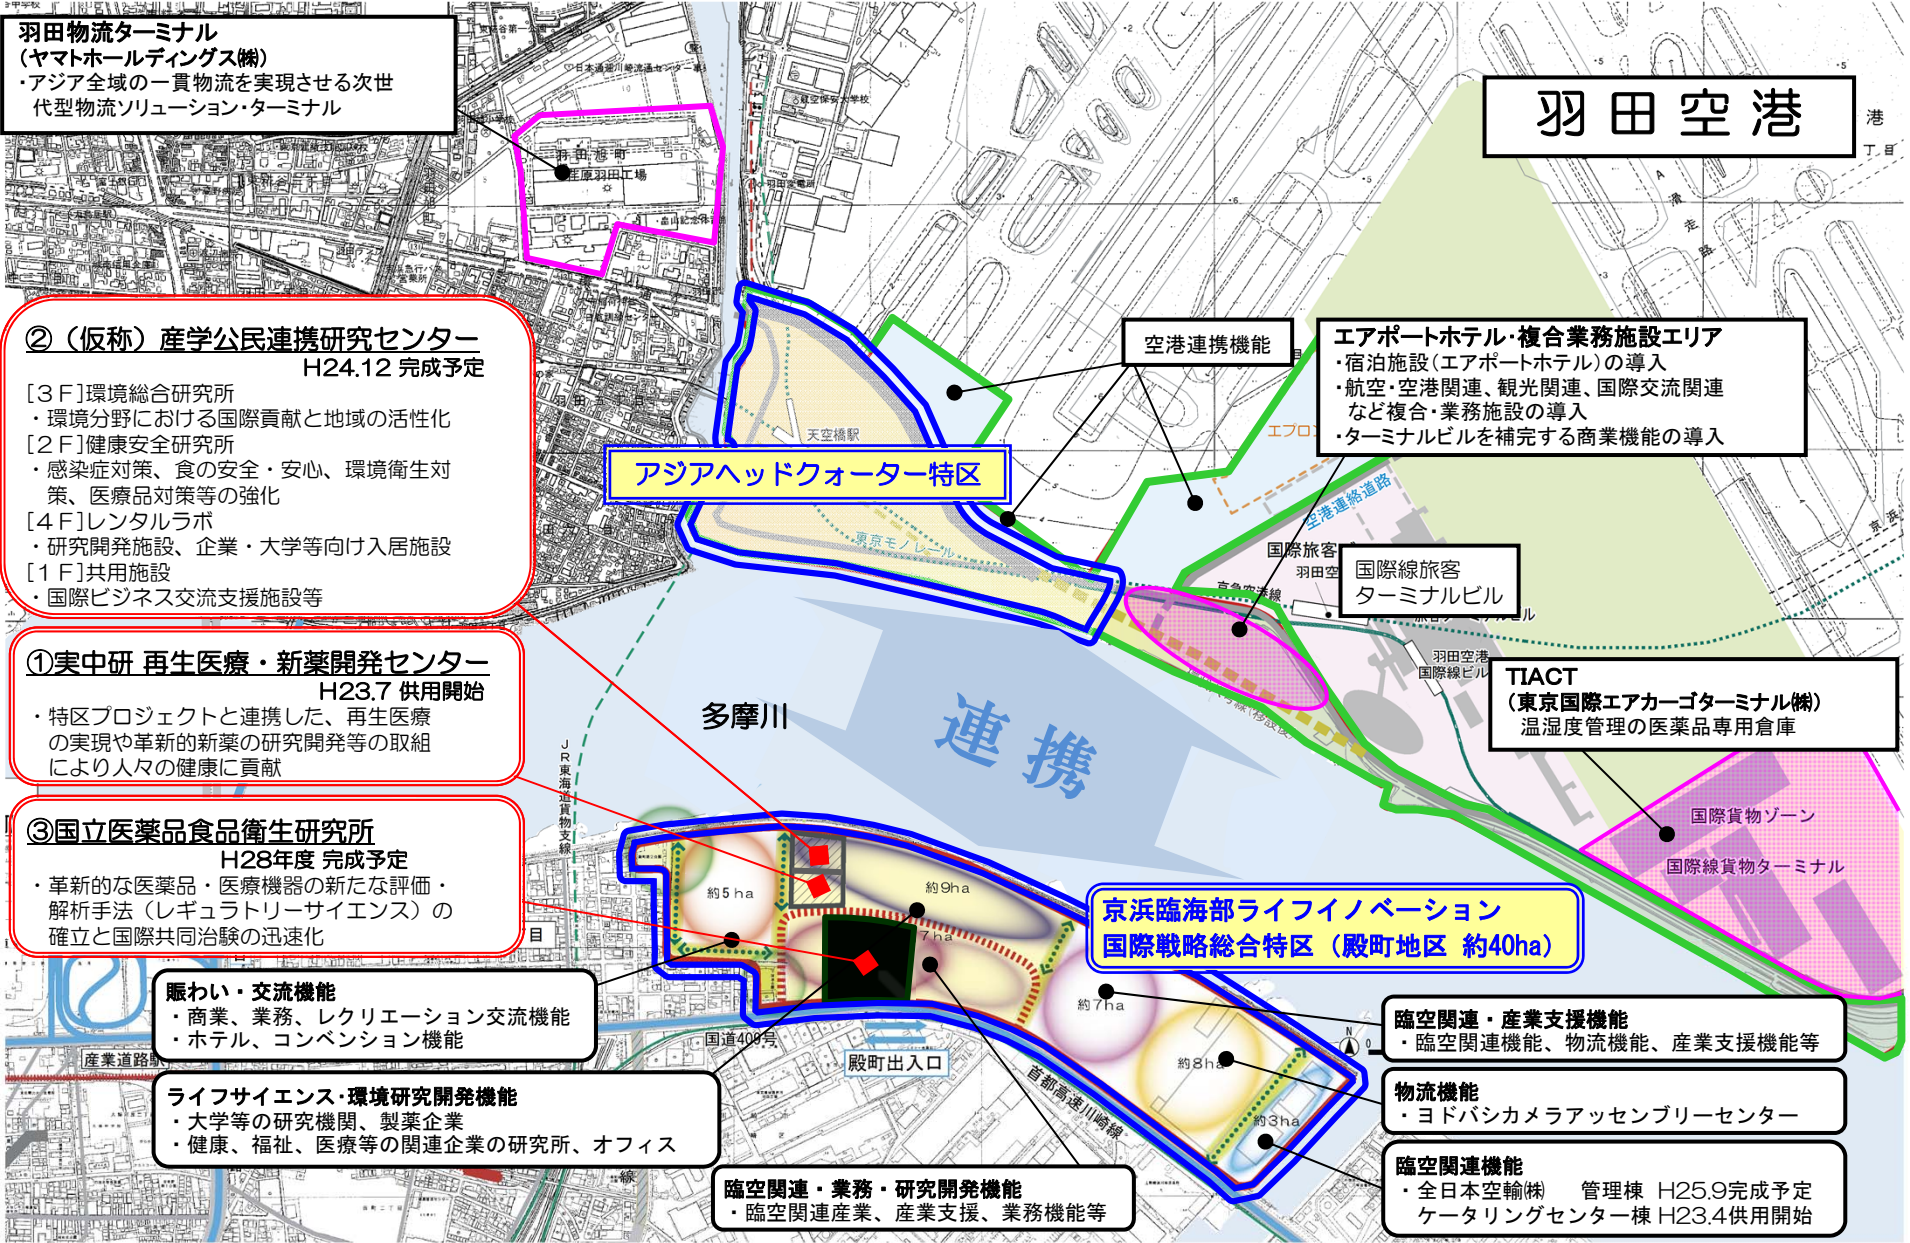 羽田物流ターミナル
(ヤマトホールディングス㈱)
・アジア全域の一貫物流を実現させる次世
代型物流ソリューション・ターミナル
羽田空港
羽田旭町
荏原羽田工場
②（仮称）産学公民連携研究センター
H24.12 完成予定
[３Ｆ]環境総合研究所
・環境分野における国際貢献と地域の活性化
[２Ｆ]健康安全研究所
・感染症対策、食の安全・安心、環境衛生対
策、医療品対策等の強化
[４Ｆ]レンタルラボ
・研究開発施設、企業・大学等向け入居施設
[１Ｆ]共用施設
・国際ビジネス交流支援施設等
空港連携機能
エアポートホテル・複合業務施設エリア
・宿泊施設(エアポートホテル)の導入
・航空・空港関連、観光関連、国際交流関連
など複合・業務施設の導入
・ターミナルビルを補完する商業機能の導入
天空橋駅
アジアヘッドクォーター特区
東京モノレール
空港連絡道路
国際線旅客
ターミナルビル
京急空港線
羽田空港
国際線ビル
①実中研 再生医療・新薬開発センター
H23.7 供用開始
・特区プロジェクトと連携した、再生医療
の実現や革新的新薬の研究開発等の取組
により人々の健康に貢献
多摩川
連携
TIACT
(東京国際エアカーゴターミナル㈱)
温湿度管理の医薬品専用倉庫
国際貨物ゾーン
国際線貨物ターミナル
JR東海道貨物支線
③国立医薬品食品衛生研究所
H28年度 完成予定
・革新的な医薬品・医療機器の新たな評価・
解析手法（レギュラトリーサイエンス）の
確立と国際共同治験の迅速化
約5ha
約9ha
7ha
約7ha
約8ha
約3ha
京浜臨海部ライフイノベーション
国際戦略総合特区（殿町地区 約40ha）
賑わい・交流機能
・商業、業務、レクリエーション交流機能
・ホテル、コンベンション機能
産業道路駅
国道409号
殿町出入口
首都高速川崎線
N
0
臨空関連・産業支援機能
・臨空関連機能、物流機能、産業支援機能等
ライフサイエンス・環境研究開発機能
・大学等の研究機関、製薬企業
・健康、福祉、医療等の関連企業の研究所、オフィス
物流機能
・ヨドバシカメラアッセンブリーセンター
臨空関連・業務・研究開発機能
・臨空関連産業、産業支援、業務機能等
臨空関連機能
・全日本空輸㈱ 管理棟 H25.9完成予定
ケータリングセンター棟 H23.4供用開始